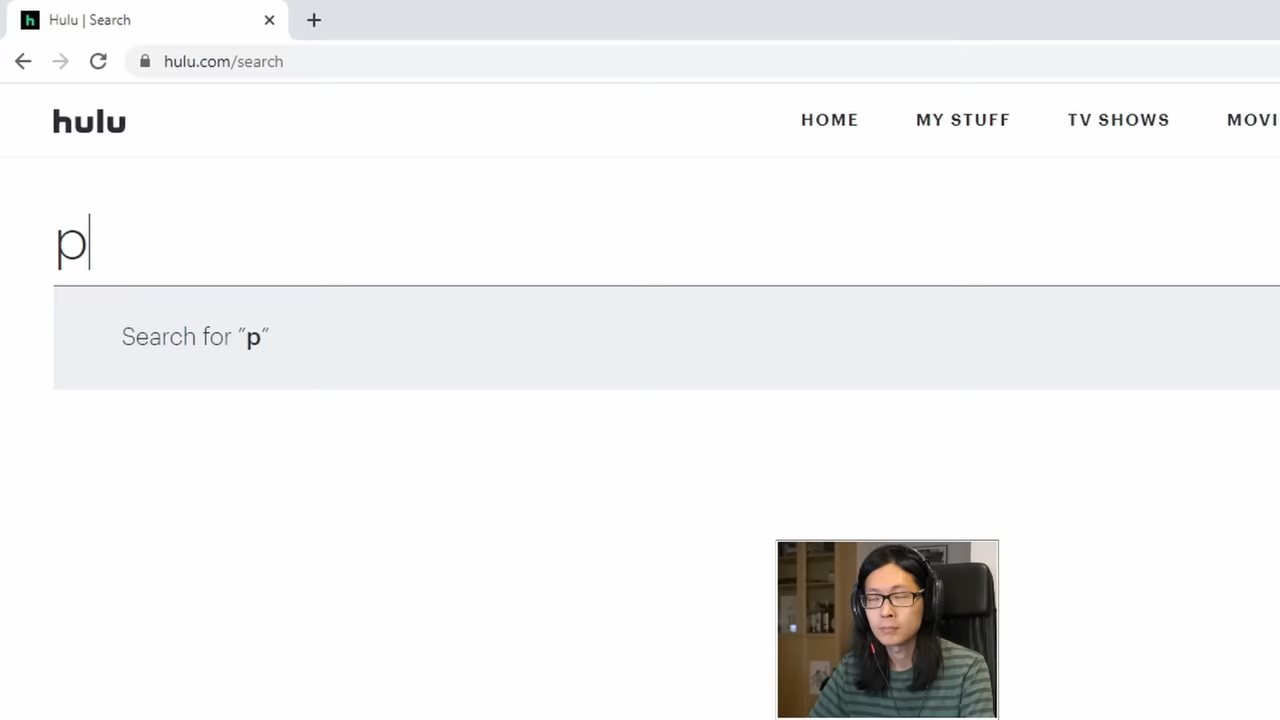 h Hulu | Search
hulu.com/search
hulu HOME MY STUFF TV SHOWS MOVI
p
Search for "p"